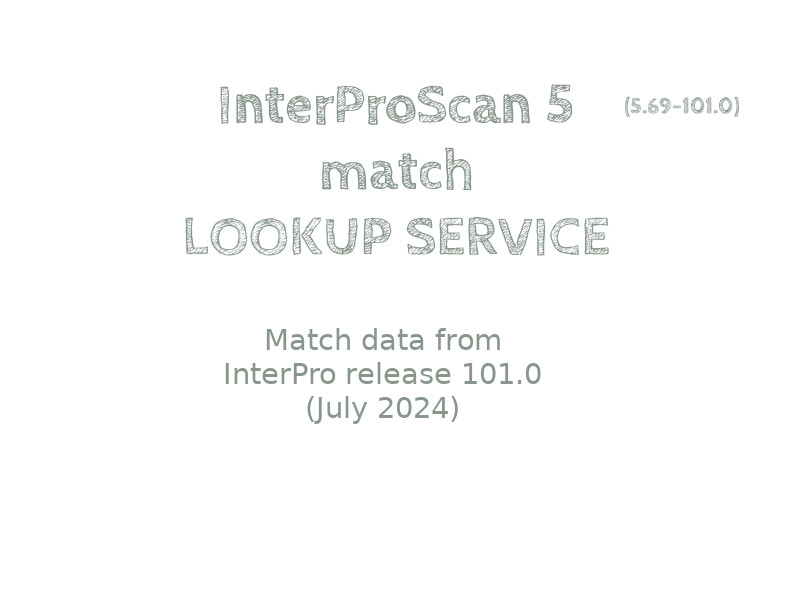 InterProScan 5 (5.69-101.0)
match
LOOKUP SERVICE
Match data from
InterPro release 101.0
(July 2024)